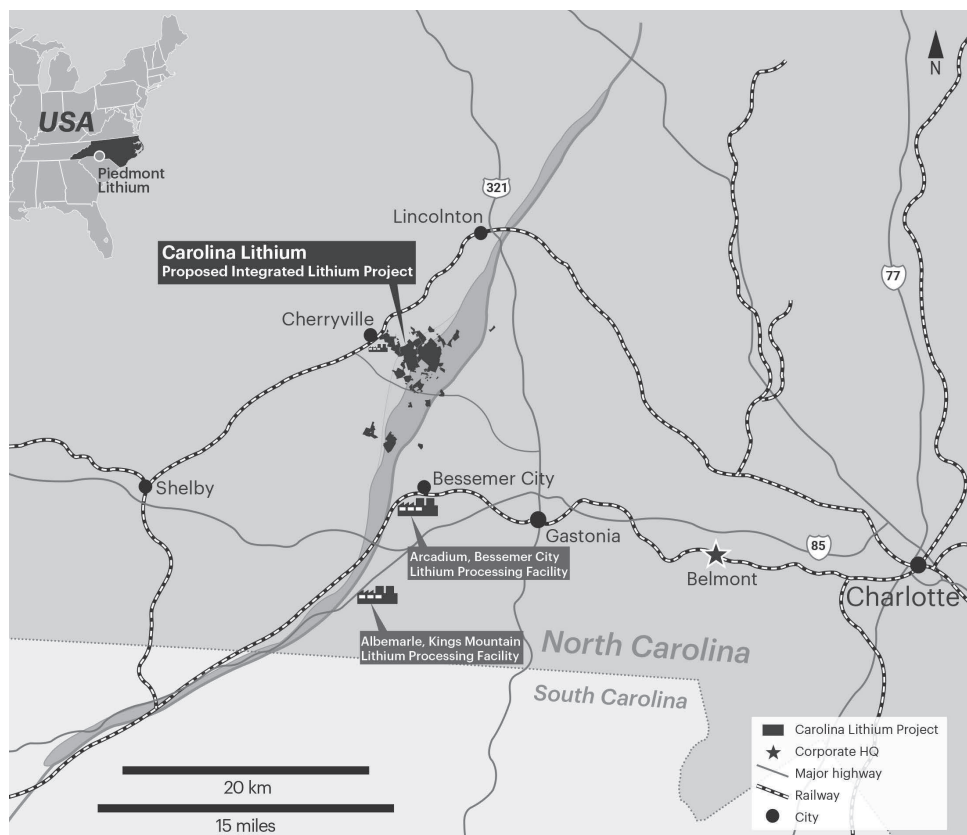 N
USA
Piedmont
Lithium
321
Lincolnton
Carolina Lithium
Proposed Integrated Lithium Project
77
Cherryville
Bessemer City
Shelby
Gastonia
85
Arcadium, Bessemer City
Lithium Processing Facility
Belmont
Charlotte
Albemarle, Kings Mountain
Lithium Processing Facility
North Carolina
South Carolina
Carolina Lithium Project
Corporate HQ
Major highway
Railway
City
20 km
15 miles